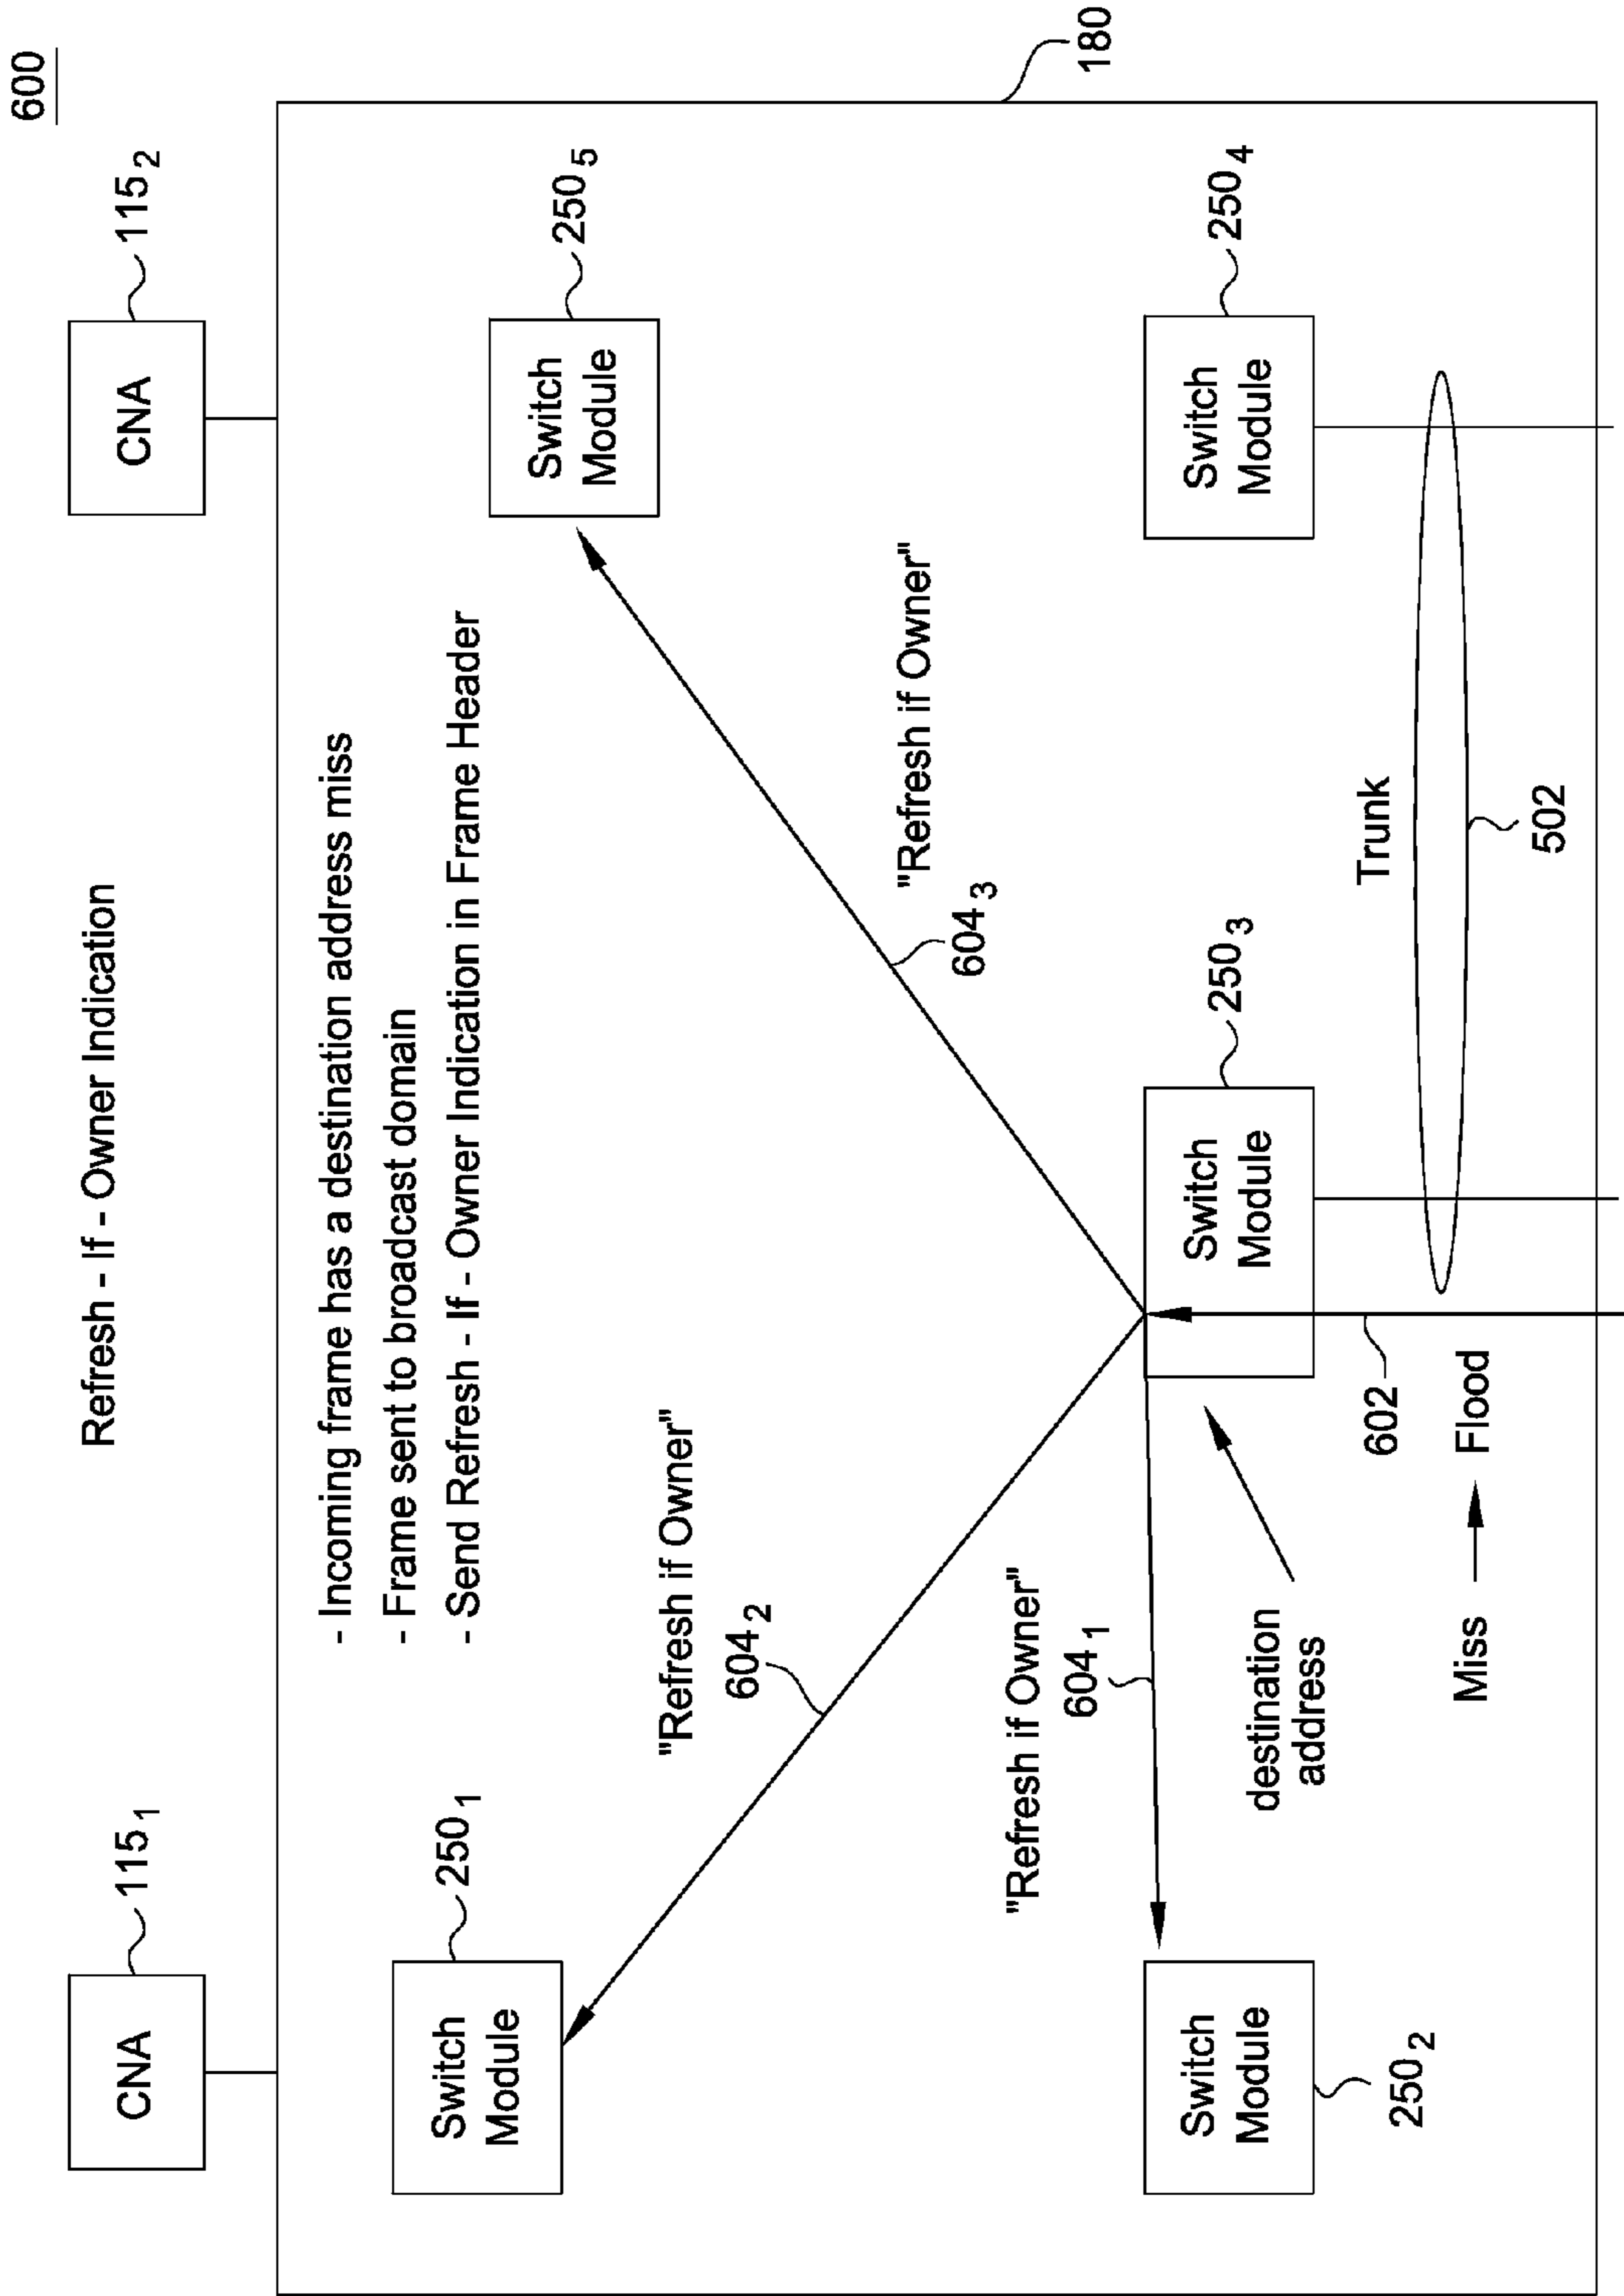 600
Refresh - If - Owner Indication
CNA
115₁
CNA
115₂
- Incoming frame has a destination address miss
- Frame sent to broadcast domain
- Send Refresh - If - Owner Indication in Frame Header
Switch
Module
250₁
Switch
Module
250₅
"Refresh if Owner"
604₂
"Refresh if Owner"
604₃
"Refresh if Owner"
604₁
180
Switch
Module
250₂
Switch
Module
250₃
Switch
Module
250₄
destination
address
602
Miss
Flood
Trunk
502